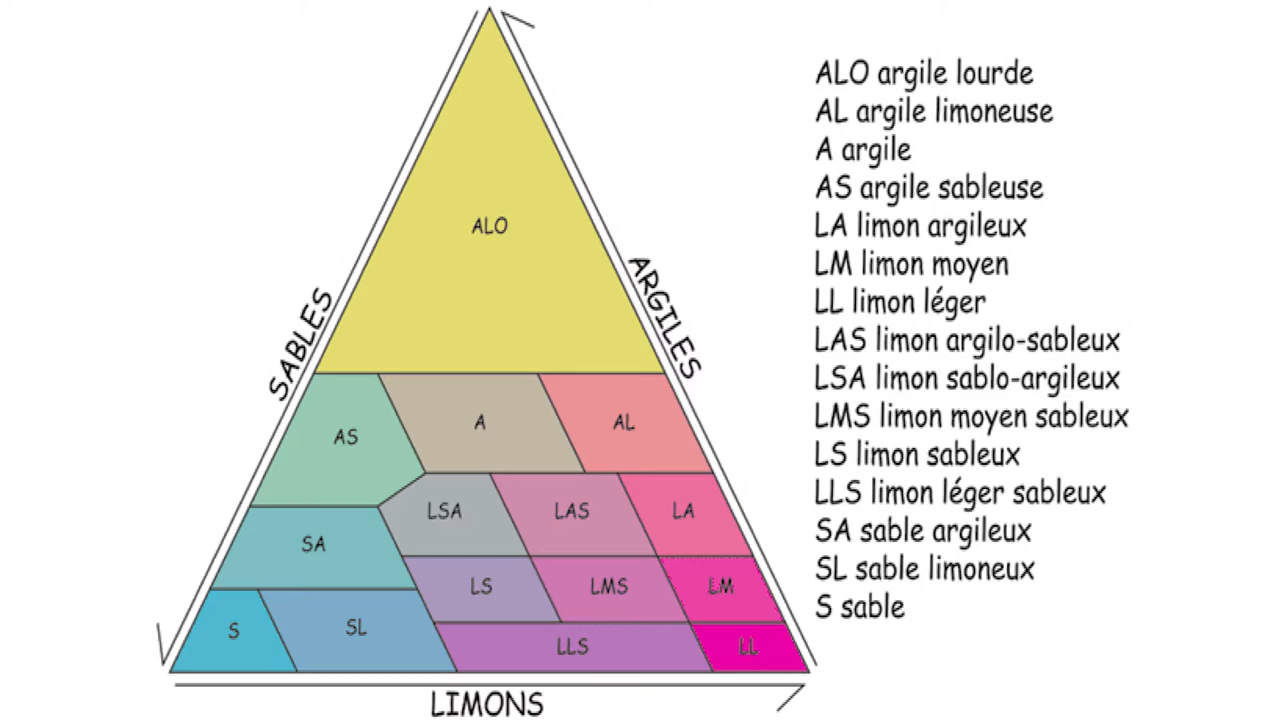 ALO argile lourde
AL argile limoneuse
A argile
AS argile sableuse
LA limon argileux
LM limon moyen
LL limon léger
LAS limon argilo-sableux
LSA limon sablo-argileux
LMS limon moyen sableux
LS limon sableux
LLS limon léger sableux
SA sable argileux
SL sable limoneux
S sable
ALO
SABLES
ARGILES
AS
A
AL
LSA
LAS
LA
SA
LS
LMS
LM
S
SL
LLS
LL
LIMONS